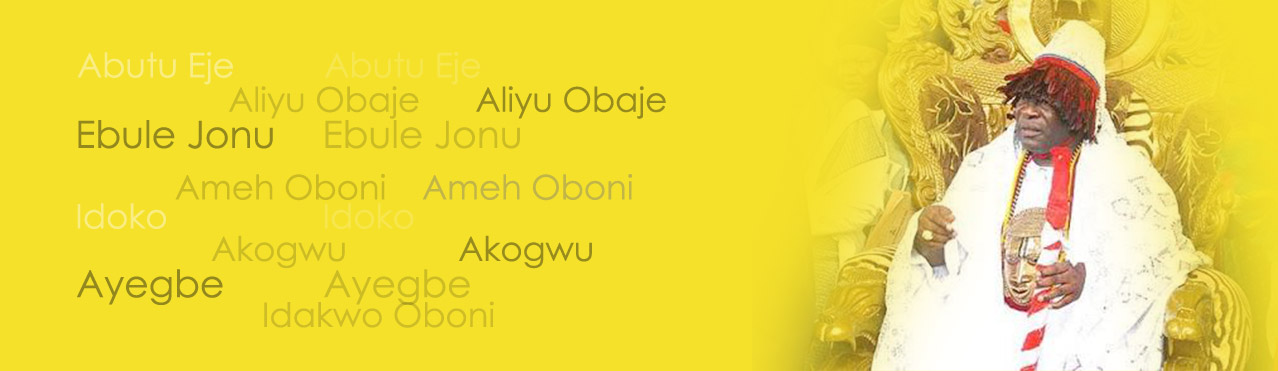 Abutu Eje Abutu Eje
Aliyu Obaje Aliyu Obaje
Ebule Jonu Ebule Jonu
Ameh Oboni Ameh Oboni
Idoko Idoko
Akogwu Akogwu
Ayegbe Ayegbe
Idakwo Oboni